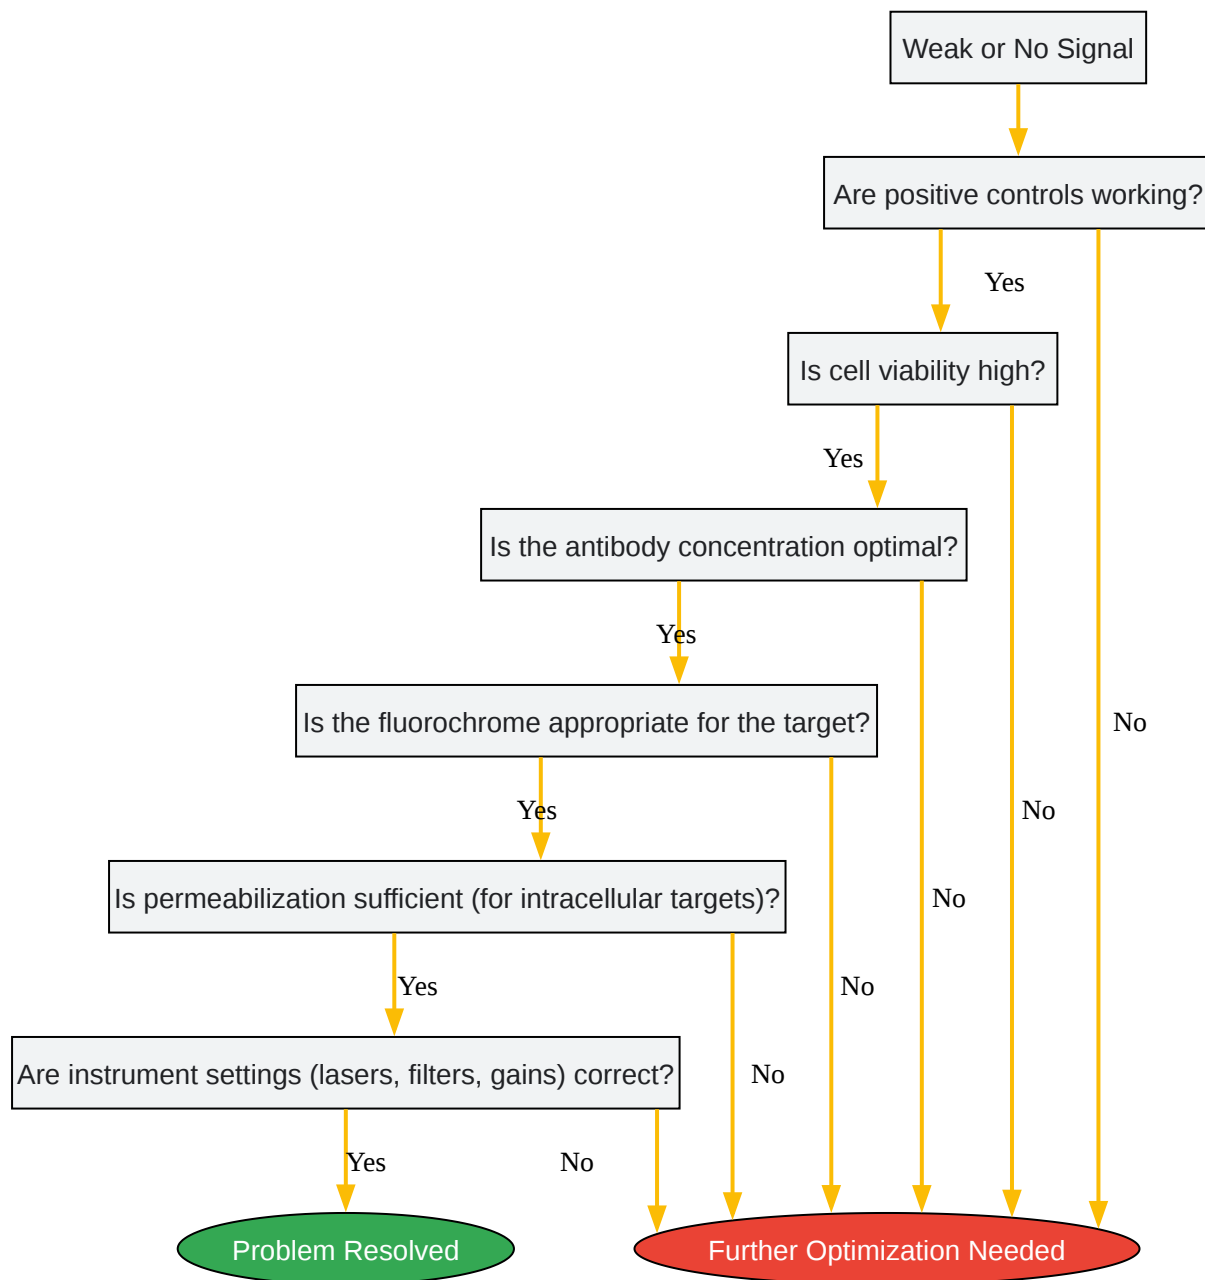 Weak or No Signal
Are positive controls working?
Yes
Is cell viability high?
Yes
Is the antibody concentration optimal?
Yes
Is the fluorochrome appropriate for the target?
No
Yes
No
Is permeabilization sufficient (for intracellular targets)?
No
Yes
No
Are instrument settings (lasers, filters, gains) correct?
No
Yes
No
Problem Resolved
Further Optimization Needed